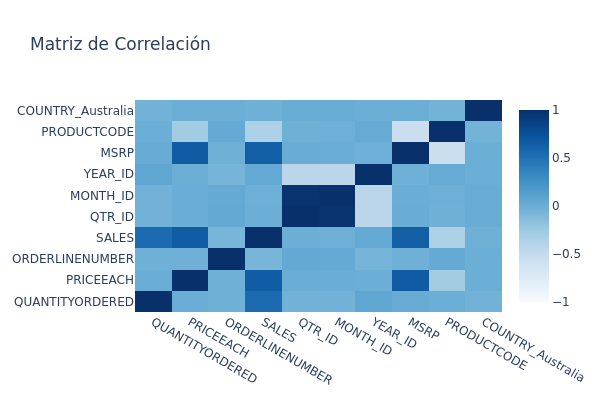 Matriz de Correlación
COUNTRY_Australia
PRODUCTCODE
MSRP
YEAR_ID
MONTH_ID
QTR_ID
SALES
ORDERLINENUMBER
PRICEEACH
QUANTITYORDERED
QUANTITYORDERED
PRICEEACH
ORDERLINENUMBER
SALES
QTR_ID
MONTH_ID
YEAR_ID
MSRP
PRODUCTCODE
COUNTRY_Australia
1
0.5
0
−0.5
−1